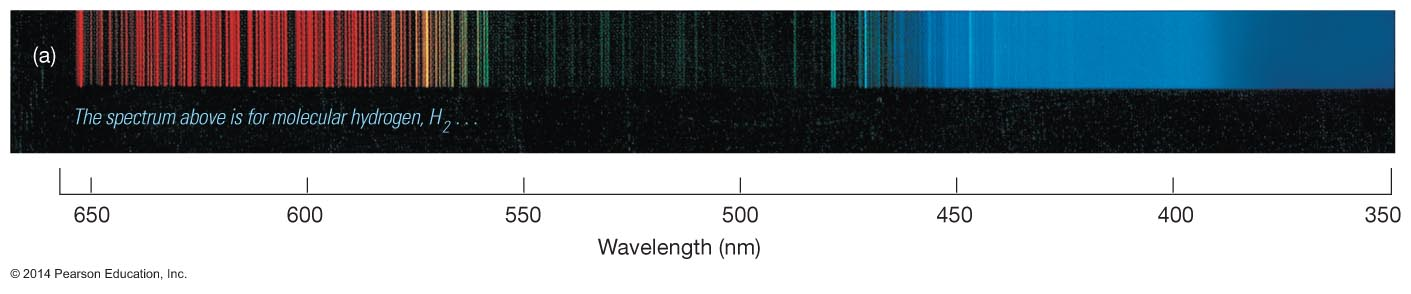 (a)
The spectrum above is for molecular hydrogen, H2 . . .
650 600 550 500 450 400 350
Wavelength (nm)
© 2014 Pearson Education, Inc.